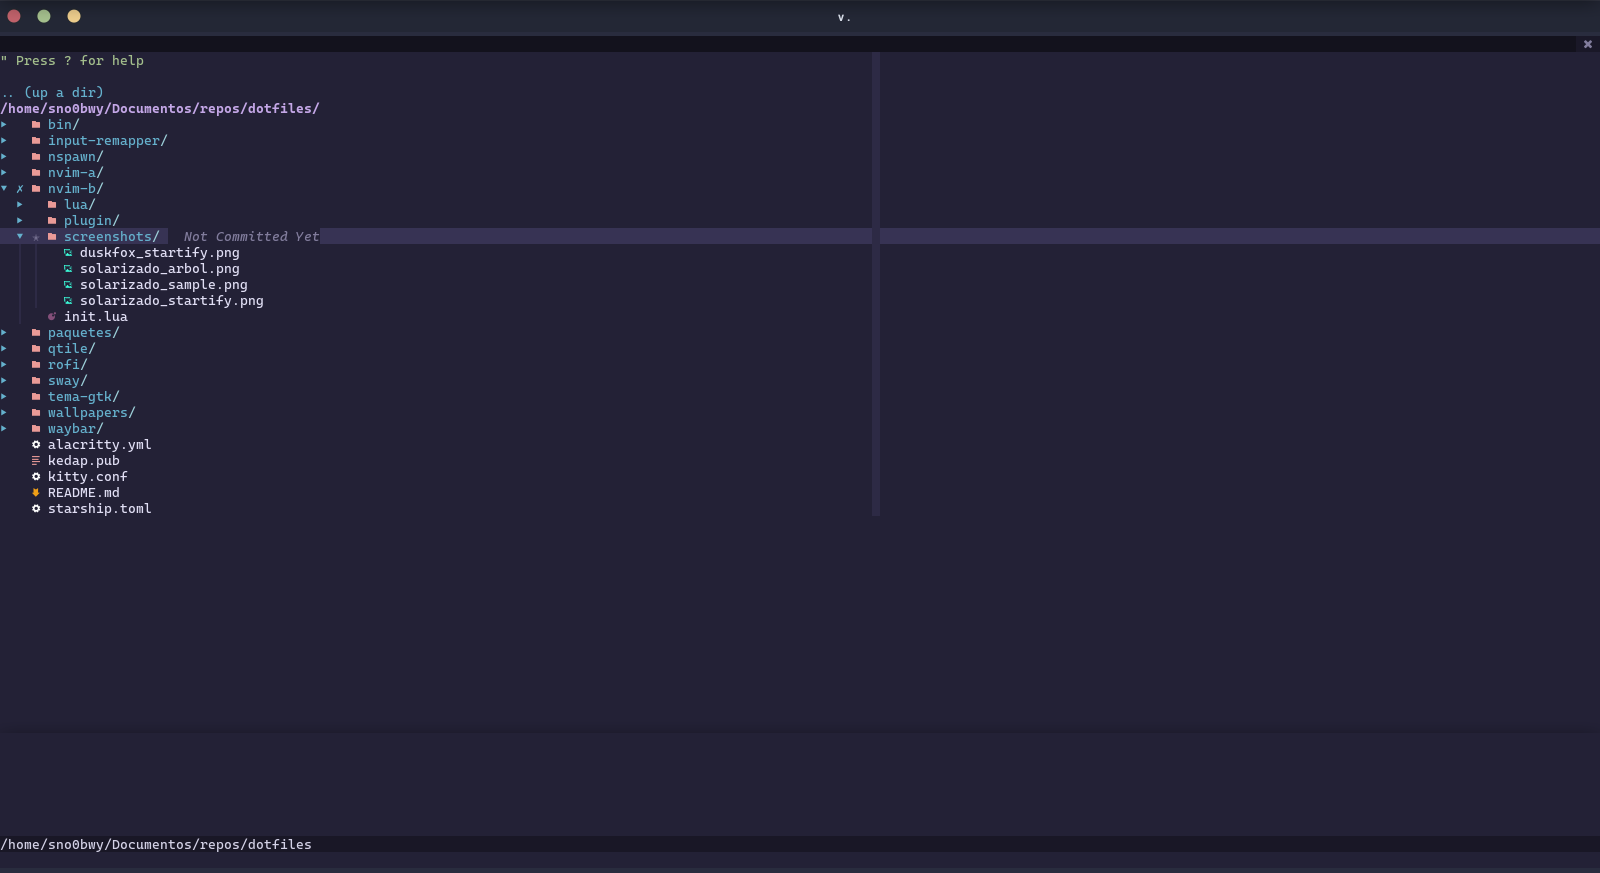 v.
" Press ? for help
.. (up a dir)
/home/sno0bwy/Documentos/repos/dotfiles/
bin/
input-remapper/
nspawn/
nvim-a/
✗ nvim-b/
lua/
plugin/
★ screenshots/ Not Committed Yet
duskfox_startify.png
solarizado_arbol.png
solarizado_sample.png
solarizado_startify.png
init.lua
paquetes/
qtile/
rofi/
sway/
tema-gtk/
wallpapers/
waybar/
alacritty.yml
kedap.pub
kitty.conf
README.md
starship.toml
/home/sno0bwy/Documentos/repos/dotfiles